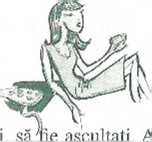 i să fie ascultați A